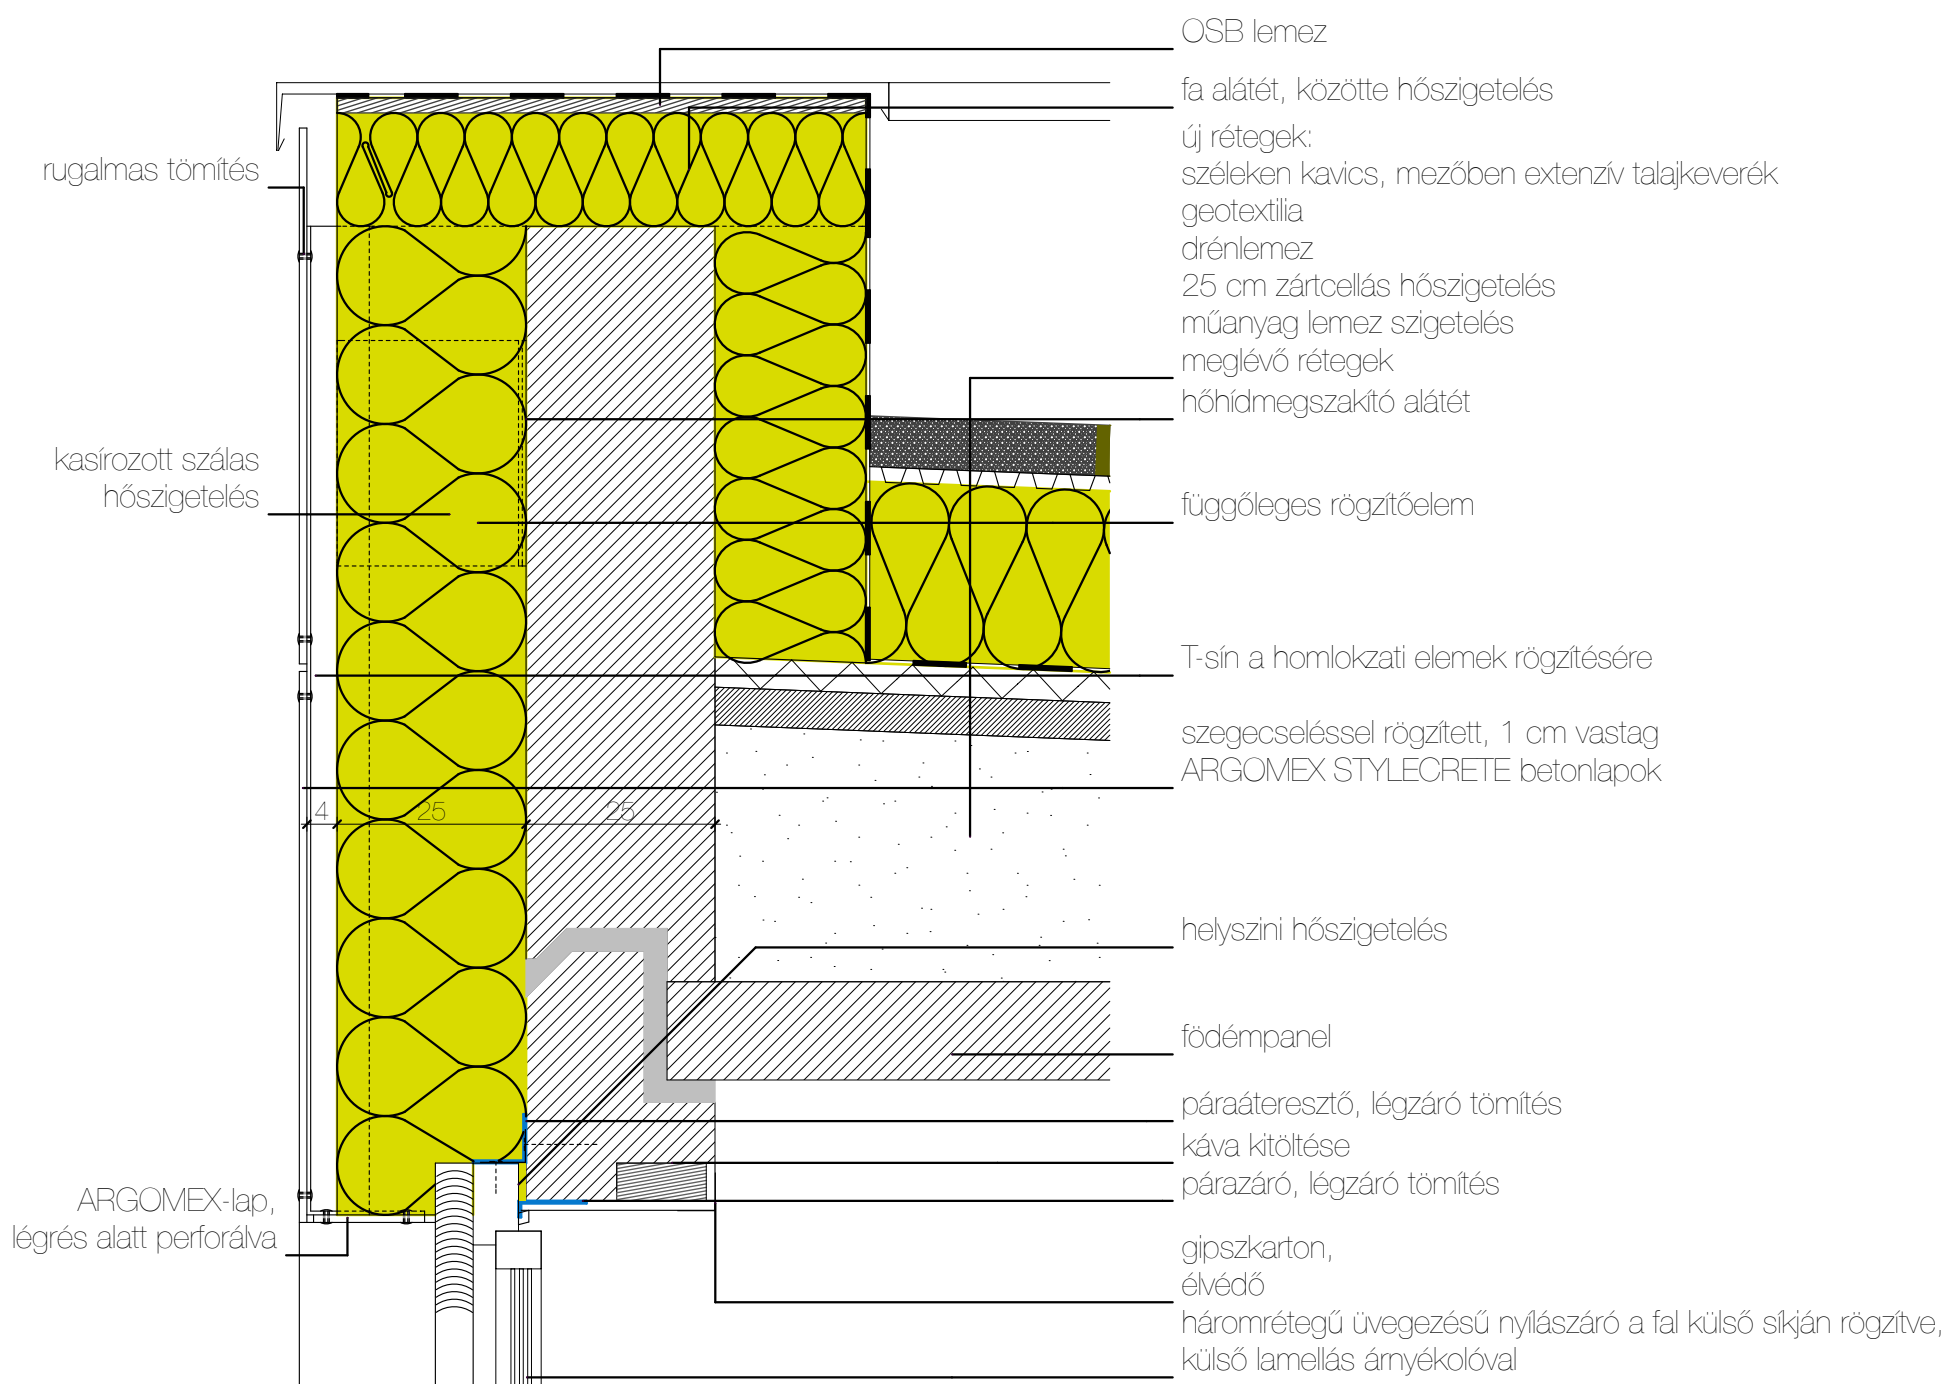 OSB lemez
fa alátét, közötte hőszigetelés
új rétegek:
széleken kavics, mezőben extenzív talajkeverék
geotextilia
drénlemez
25 cm zártcellás hőszigetelés
műanyag lemez szigetelés
meglévő rétegek
hőhídmegszakító alátét
függőleges rögzítőelem
T-sín a homlokzati elemek rögzítésére
szegecseléssel rögzített, 1 cm vastag
ARGOMEX STYLECRETE betonlapok
helyszini hőszigetelés
födémpanel
páraáteresztő, légzáró tömítés
káva kitöltése
párazáró, légzáró tömítés
gipszkarton,
élvédő
háromrétegű üvegezésű nyílászáró a fal külső síkján rögzítve,
külső lamellás árnyékolóval
rugalmas tömítés
kasírozott szálas
hőszigetelés
4 25 25
ARGOMEX-lap,
légrés alatt perforálva